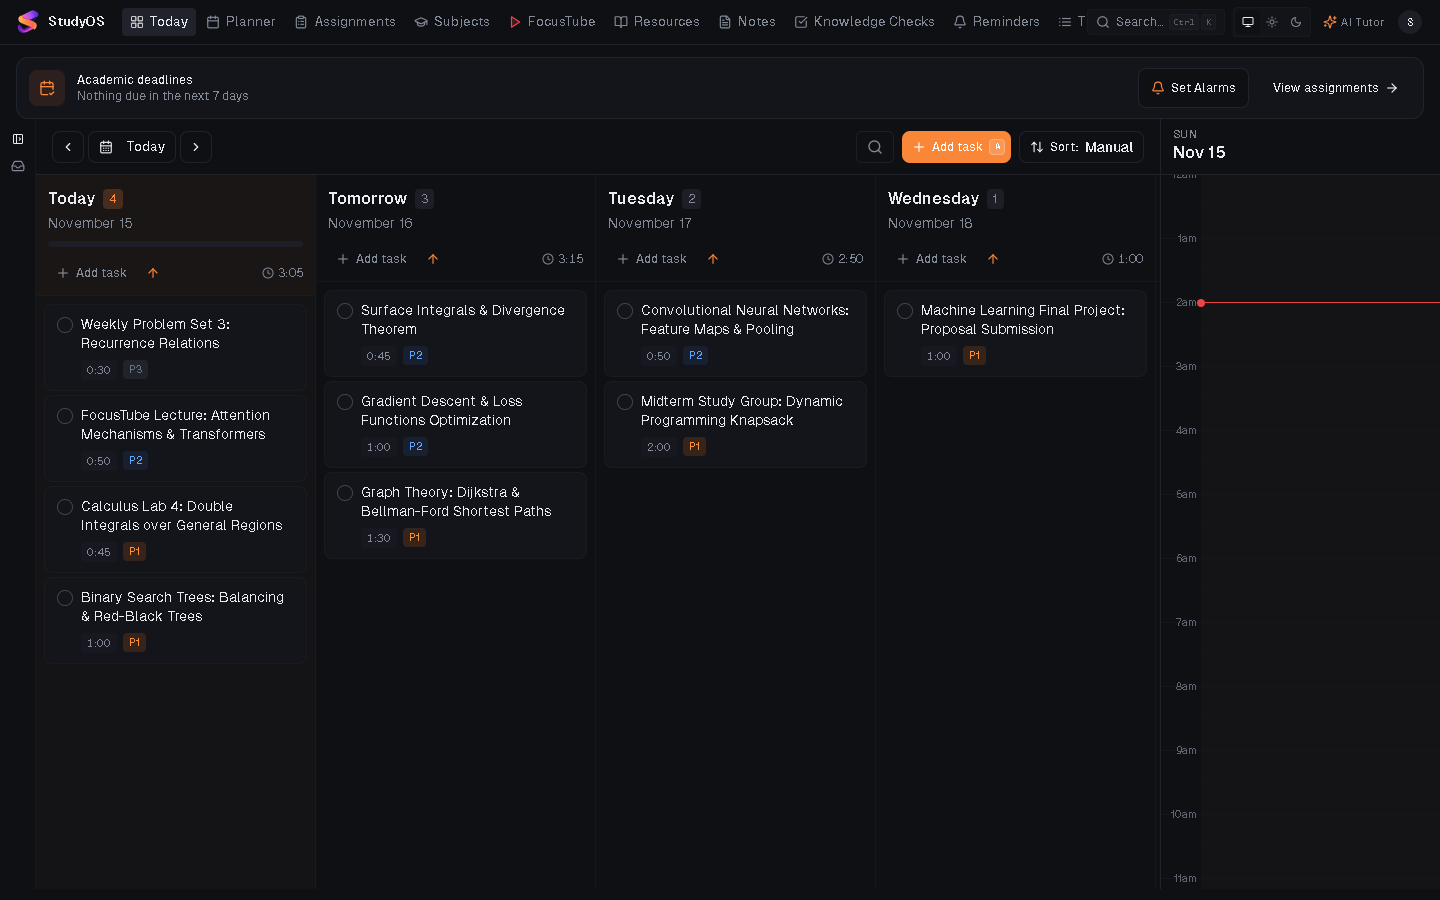 StudyOS
Today
Planner
Assignments
Subjects
FocusTube
Resources
Notes
Knowledge Checks
Reminders
T
Search... Ctrl K
AI Tutor
S
Academic deadlines
Nothing due in the next 7 days
Set Alarms
View assignments
Today
Add task A
Sort: Manual
SUN
Nov 15
Today 4
November 15
Add task
3:05
Weekly Problem Set 3:
Recurrence Relations
0:30 P3
FocusTube Lecture: Attention
Mechanisms & Transformers
0:50 P2
Calculus Lab 4: Double
Integrals over General Regions
0:45 P1
Binary Search Trees: Balancing
& Red-Black Trees
1:00 P1
Tomorrow 3
November 16
Add task
3:15
Surface Integrals & Divergence
Theorem
0:45 P2
Gradient Descent & Loss
Functions Optimization
1:00 P2
Graph Theory: Dijkstra &
Bellman-Ford Shortest Paths
1:30 P1
Tuesday 2
November 17
Add task
2:50
Convolutional Neural Networks:
Feature Maps & Pooling
0:50 P2
Midterm Study Group: Dynamic
Programming Knapsack
2:00 P1
Wednesday 1
November 18
Add task
1:00
Machine Learning Final Project:
Proposal Submission
1:00 P1
12am
1am
2am
3am
4am
5am
6am
7am
8am
9am
10am
11am